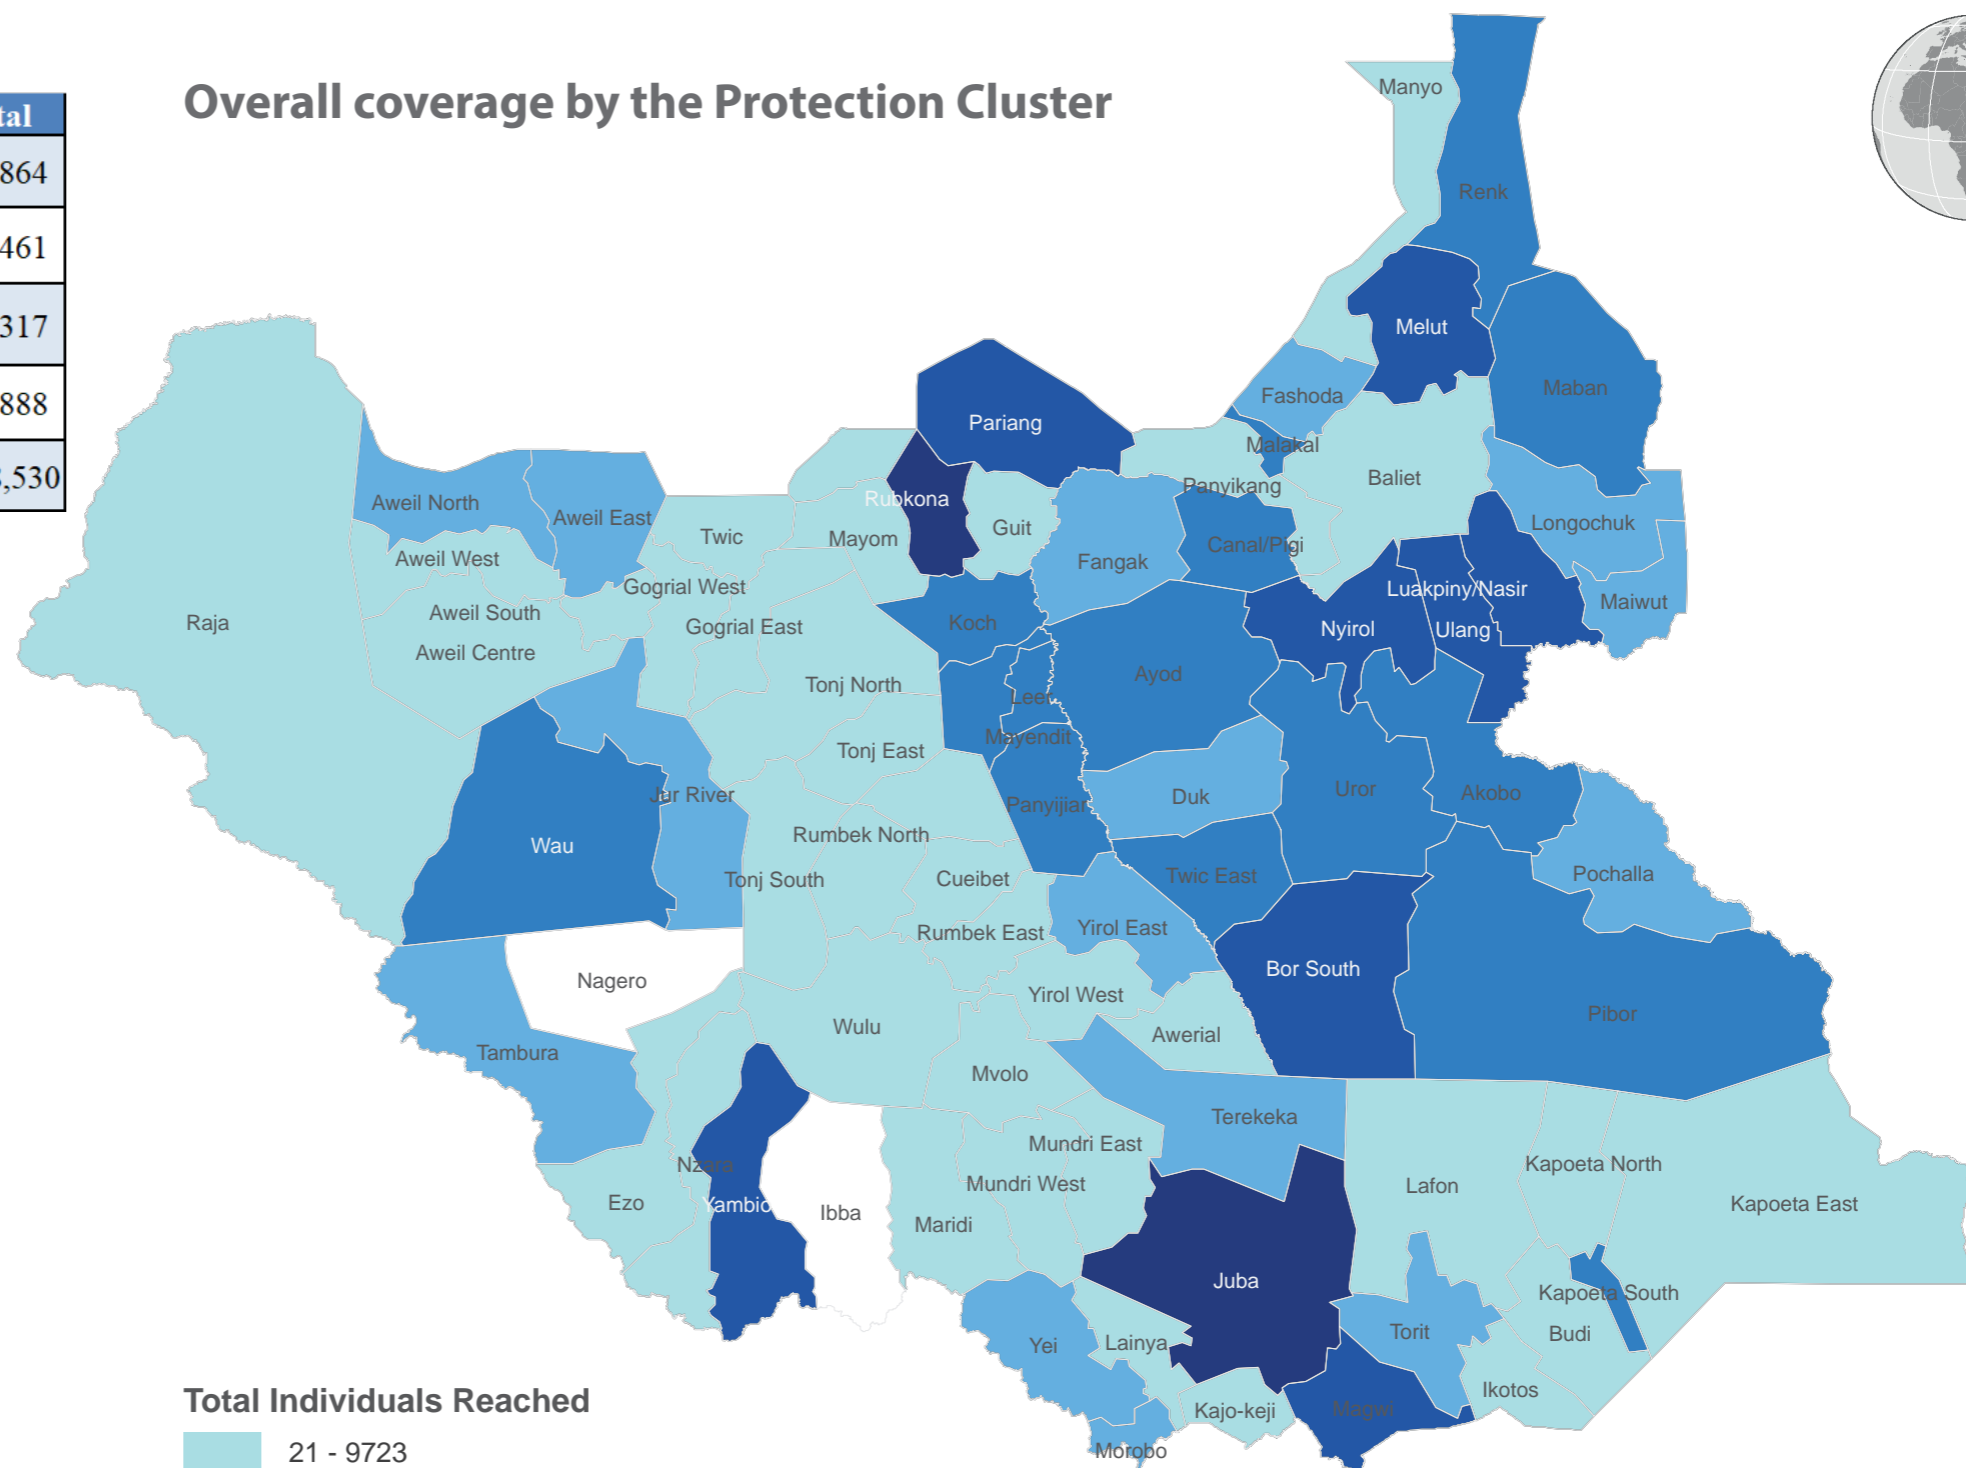 Overall coverage by the Protection Cluster
tal
864
461
317
888
,530
Manyo
Renk
Melut
Maban
Fashoda
Malakal
Pariang
Baliet
Panyikang
Rubkona
Guit
Mayom
Aweil North
Aweil East
Twic
Longochuk
Canal/Pigi
Fangak
Aweil West
Gogrial West
Luakpiny/Nasir
Maiwut
Raja
Aweil South
Gogrial East
Koch
Nyirol
Ulang
Aweil Centre
Ayod
Tonj North
Leer
Mayendit
Tonj East
Jur River
Duk
Uror
Akobo
Panyijiar
Rumbek North
Wau
Tonj South
Cueibet
Twic East
Pochalla
Rumbek East
Yirol East
Bor South
Nagero
Yirol West
Pibor
Wulu
Awerial
Tambura
Mvolo
Terekeka
Mundri East
Nzara
Kapoeta North
Mundri West
Lafon
Ezo
Yambio
Ibba
Kapoeta East
Maridi
Juba
Kapoeta South
Torit
Budi
Yei
Lainya
Ikotos
Kajo-keji
Magwi
Morobo
Total Individuals Reached
21 - 9723